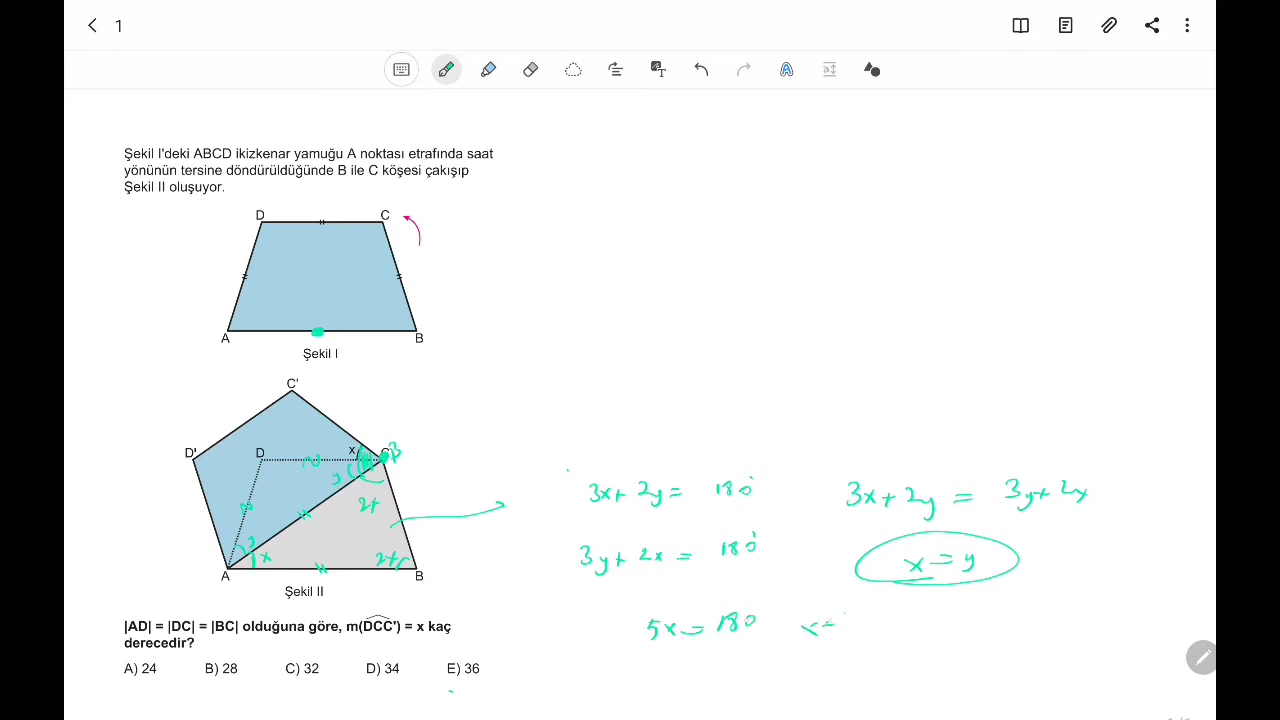 1
Şekil I'deki ABCD ikizkenar yamuğu A noktası etrafında saat
yönünün tersine döndürüldüğünde B ile C köşesi çakışıp
Şekil II oluşuyor.
D C
A B
Şekil I
C'
D' D x C B
y
2x
x 2x
A B
Şekil II
3x + 2y = 180°
3y + 2x = 180°
5x = 180 x =
3x + 2y = 3y + 2x
x = y
|AD| = |DC| = |BC| olduğuna göre, m(DCC') = x kaç
derecedir?
A) 24 B) 28 C) 32 D) 34 E) 36